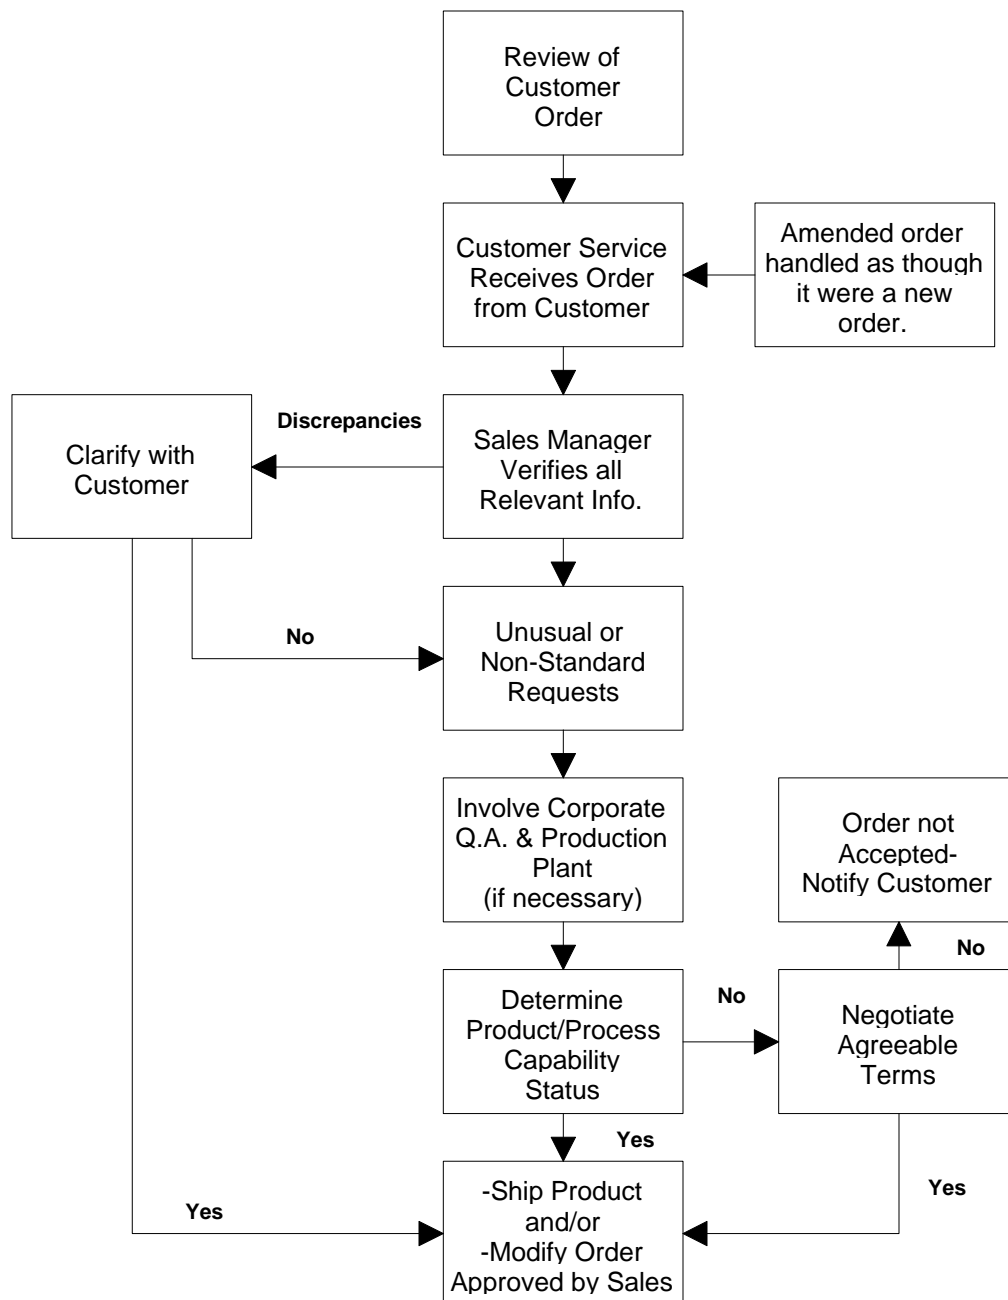 Review of
Customer
Order
Customer Service
Receives Order
from Customer
Amended order
handled as though
it were a new
order.
Discrepancies
Clarify with
Customer
Sales Manager
Verifies all
Relevant Info.
No
Unusual or
Non-Standard
Requests
Involve Corporate
Q.A. & Production
Plant
(if necessary)
Order not
Accepted-
Notify Customer
No
Determine
Product/Process
Capability
Status
No
Negotiate
Agreeable
Terms
Yes
Yes
Yes
-Ship Product
and/or
-Modify Order
Approved by Sales